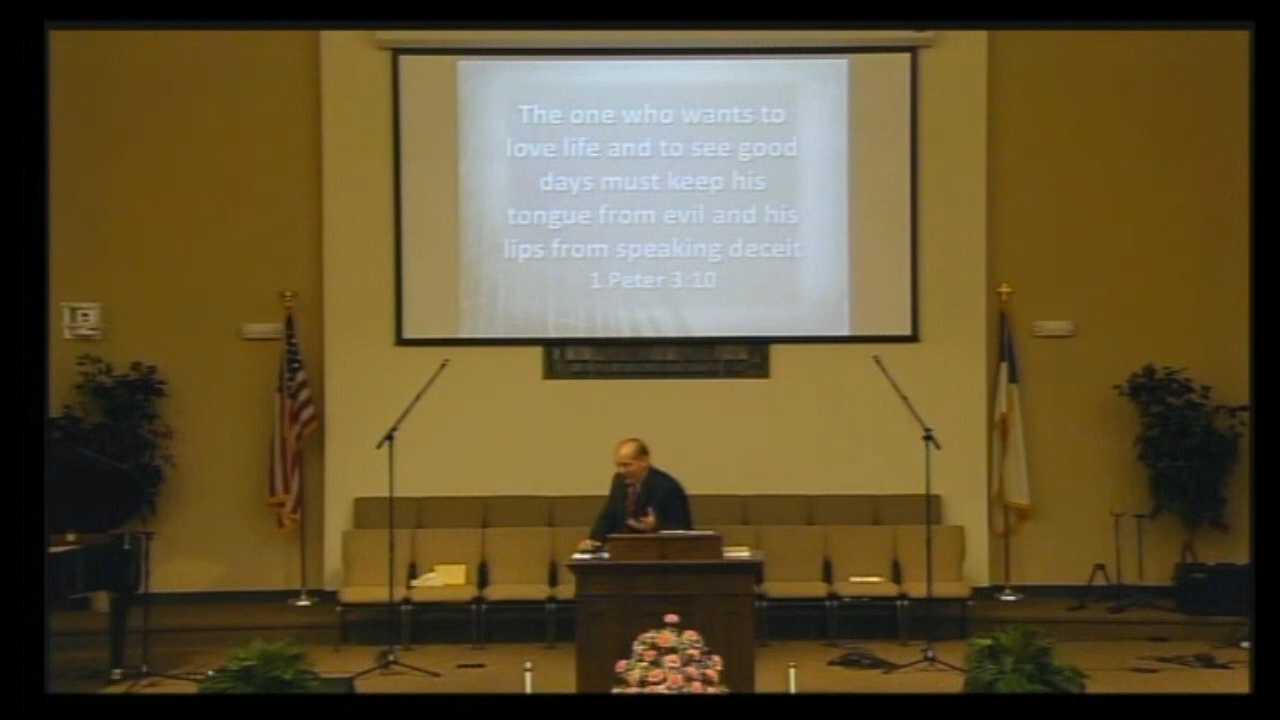 The one who wants to
love life and to see good
days must keep his
tongue from evil and his
lips from speaking deceit
1 Peter 3:10